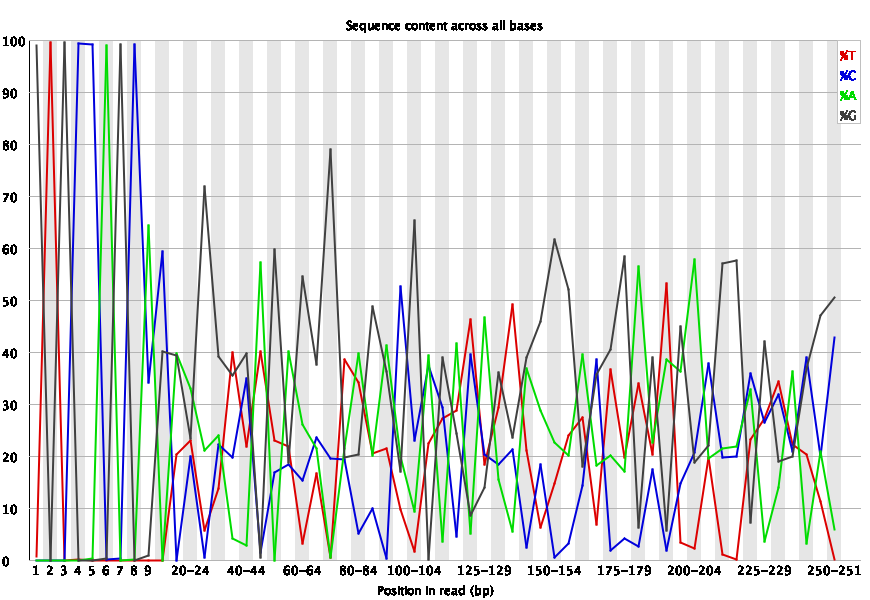 Sequence content across all bases
100
90
80
70
60
50
40
30
20
10
0
%T
%C
%A
%G
1 2 3 4 5 6 7 8 9 20-24 40-44 60-64 80-84 100-104 125-129 150-154 175-179 200-204 225-229 250-251
Position in read (bp)